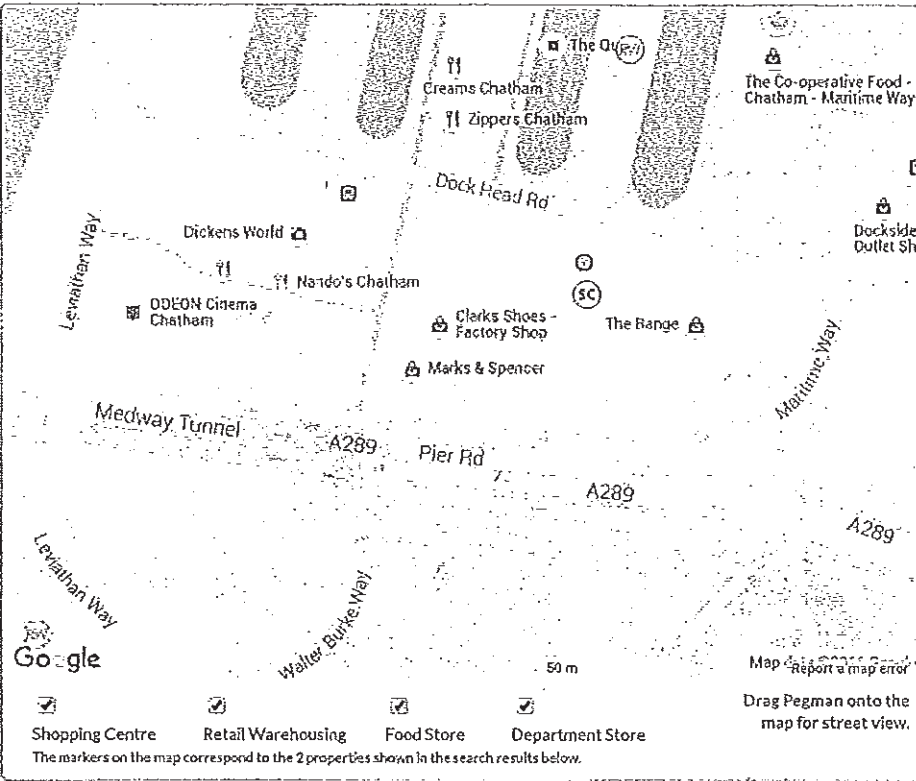 The
Creams Chatham
The Co-operative Food -
Chatham - Maritime Way
Zippers Chatham
Dock Head Rd
Leviathan Way
Dickens World
Dockside
Outlet Sh
Nando's Chatham
SC
ODEON Cinema
Chatham
Clarks Shoes -
Factory Shop
The Range
Marks & Spencer
Maritime Way
Medway Tunnel
A289
Pier Rd
A289
A289
Leviathan Way
Walter Burke Way
Google
50 m
Map
Report a map error
Drag Pegman onto the
map for street view.
Shopping Centre
Retail Warehousing
Food Store
Department Store
The markers on the map correspond to the 2 properties shown in the search results below.